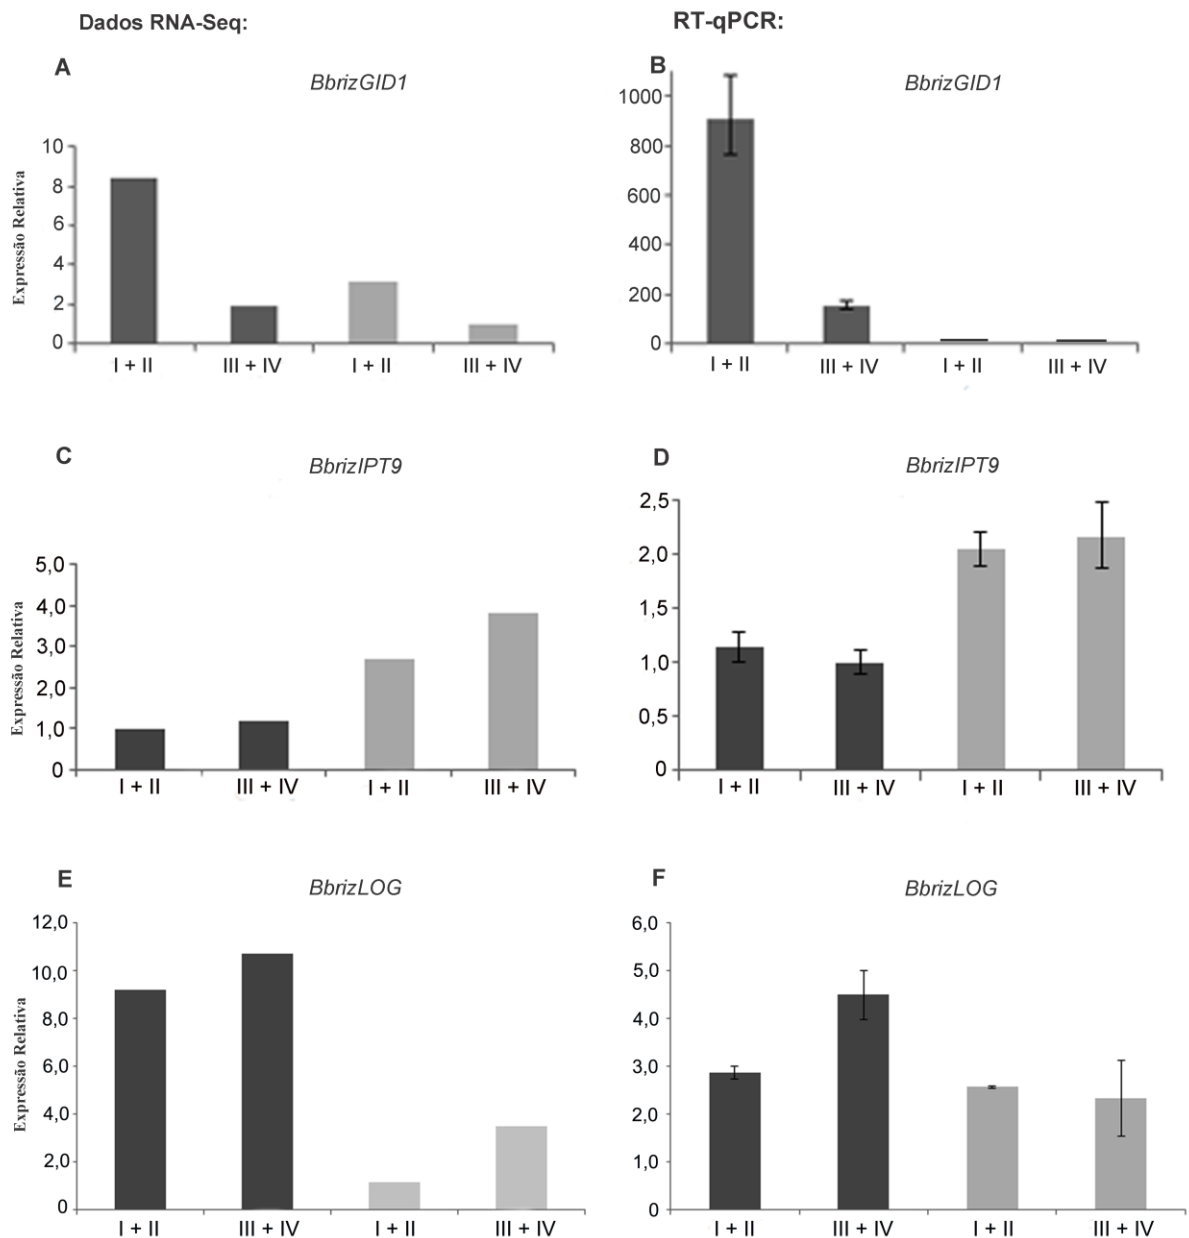 Dados RNA-Seq:
RT-qPCR:
A
BbrizGID1
Expressão Relativa
10
8
6
4
2
0
I + II
III + IV
I + II
III + IV
B
BbrizGID1
1000
800
600
400
200
0
I + II
III + IV
I + II
III + IV
C
BbrizIPT9
Expressão Relativa
5,0
4,0
3,0
2,0
1,0
0
I + II
III + IV
I + II
III + IV
D
BbrizIPT9
2,5
2,0
1,5
1,0
0,5
0
I + II
III + IV
I + II
III + IV
E
BbrizLOG
Expressão Relativa
12,0
10,0
8,0
6,0
4,0
2,0
0
I + II
III + IV
I + II
III + IV
F
BbrizLOG
6,0
5,0
4,0
3,0
2,0
1,0
0
I + II
III + IV
I + II
III + IV